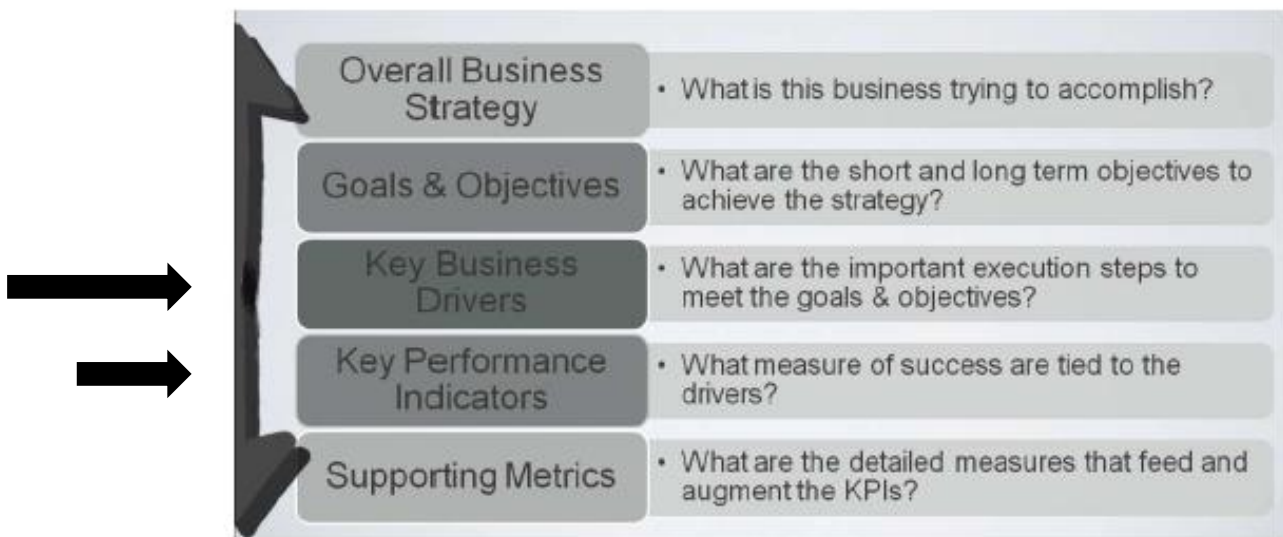 Overall Business
Strategy
• What is this business trying to accomplish?
Goals & Objectives
• What are the short and long term objectives to
achieve the strategy?
Key Business
Drivers
• What are the important execution steps to
meet the goals & objectives?
Key Performance
Indicators
• What measure of success are tied to the
drivers?
Supporting Metrics
• What are the detailed measures that feed and
augment the KPIs?